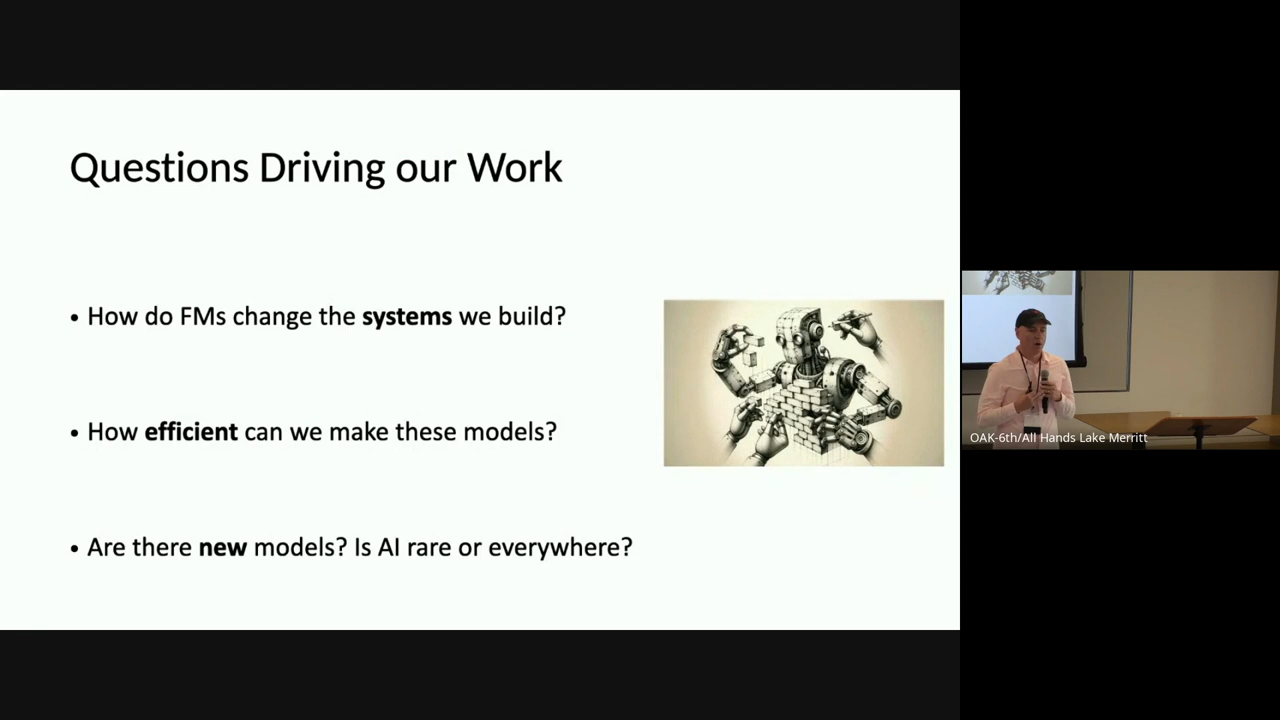 Questions Driving our Work
• How do FMs change the systems we build?
• How efficient can we make these models?
• Are there new models? Is AI rare or everywhere?
OAK-6th/All Hands Lake Merritt